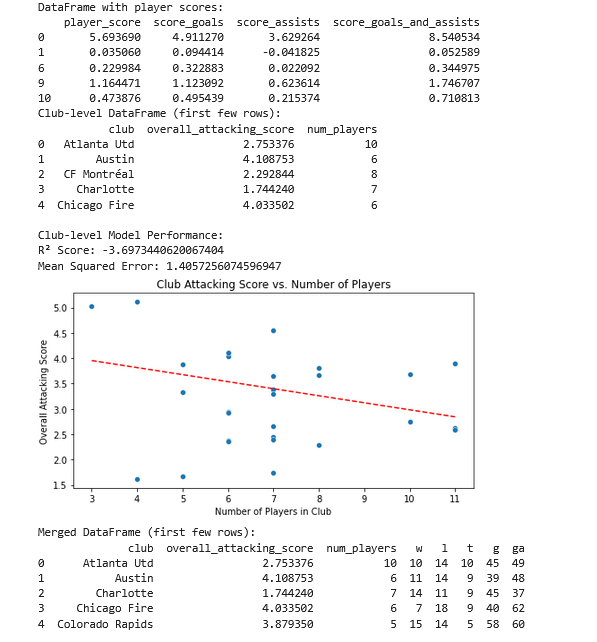 DataFrame with player scores:
player_score score_goals score_assists score_goals_and_assists
0 5.693690 4.911270 3.629264 8.540534
1 0.035060 0.094414 -0.041825 0.052589
6 0.229984 0.322883 0.022092 0.344975
9 1.164471 1.123092 0.623614 1.746707
10 0.473876 0.495439 0.215374 0.710813
Club-level DataFrame (first few rows):
club overall_attacking_score num_players
0 Atlanta Utd 2.753376 10
1 Austin 4.108753 6
2 CF Montréal 2.292844 8
3 Charlotte 1.744240 7
4 Chicago Fire 4.033502 6
Club-level Model Performance:
R² Score: -3.6973440620067404
Mean Squared Error: 1.4057256074596947
Club Attacking Score vs. Number of Players
Overall Attacking Score
5.0
4.5
4.0
3.5
3.0
2.5
2.0
1.5
3 4 5 6 7 8 9 10 11
Number of Players in Club
Merged DataFrame (first few rows):
club overall_attacking_score num_players w l t g ga
0 Atlanta Utd 2.753376 10 10 14 10 45 49
1 Austin 4.108753 6 11 14 9 39 48
2 Charlotte 1.744240 7 14 11 9 45 37
3 Chicago Fire 4.033502 6 7 18 9 40 62
4 Colorado Rapids 3.879350 5 15 14 5 58 60